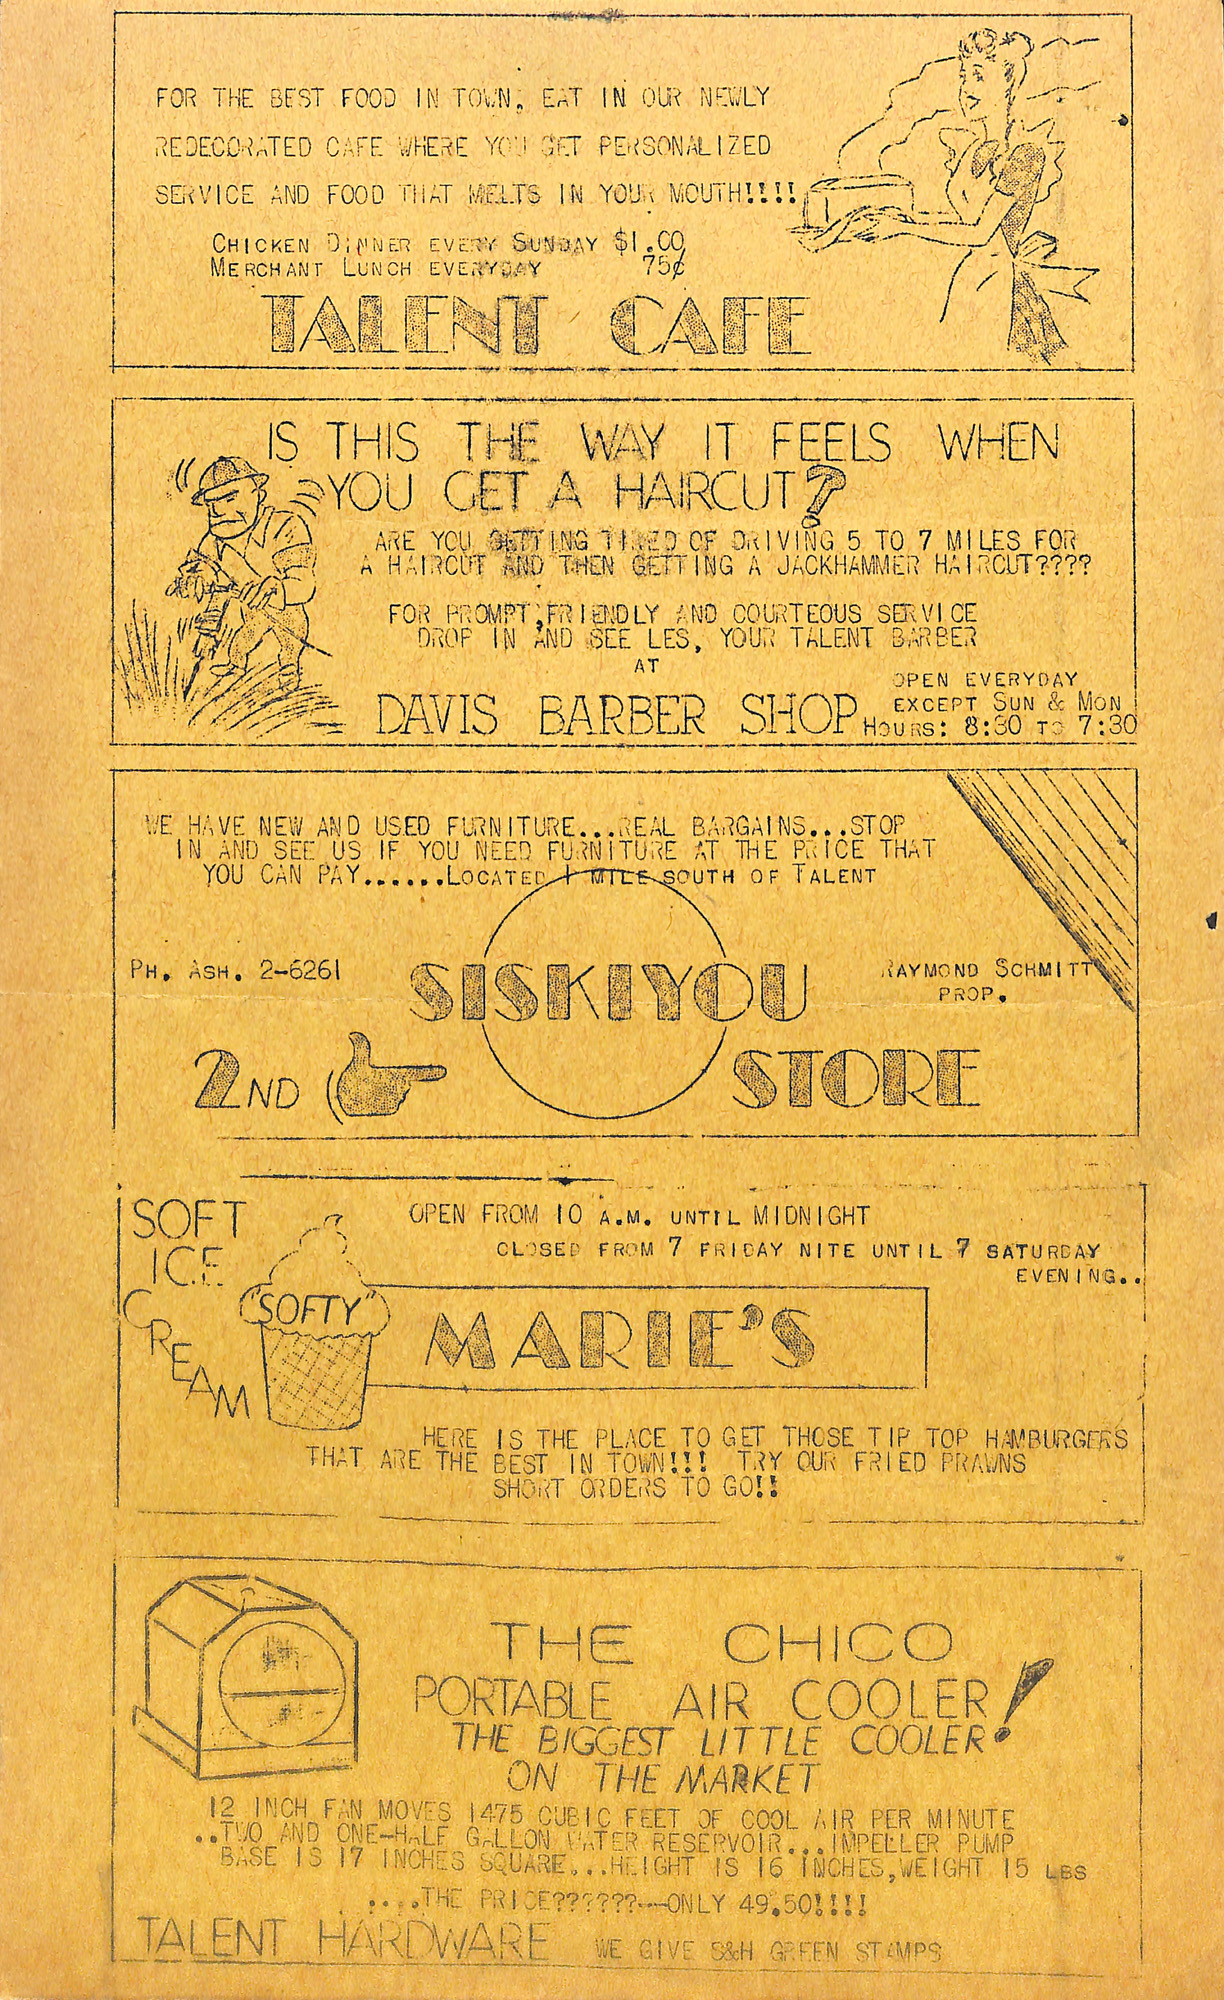 FOR THE BEST FOOD IN TOWN, EAT IN OUR NEWLY
REDECORATED CAFE WHERE YOU GET PERSONALIZED
SERVICE AND FOOD THAT MELTS IN YOUR MOUTH!!!!
CHICKEN DINNER EVERY SUNDAY $1.00
MERCHANT LUNCH EVERYDAY 75¢
TALENT CAFE
IS THIS THE WAY IT FEELS WHEN
YOU GET A HAIRCUT?
ARE YOU GETTING TIRED OF DRIVING 5 TO 7 MILES FOR
A HAIRCUT AND THEN GETTING A JACKHAMMER HAIRCUT????
FOR PROMPT,FRIENDLY AND COURTEOUS SERVICE
DROP IN AND SEE LES, YOUR TALENT BARBER
AT
DAVIS BARBER SHOP
OPEN EVERYDAY
EXCEPT SUN & MON
HOURS: 8:30 TO 7:30
WE HAVE NEW AND USED FURNITURE...REAL BARGAINS...STOP
IN AND SEE US IF YOU NEED FURNITURE AT THE PRICE THAT
YOU CAN PAY......LOCATED 1 MILE SOUTH OF TALENT
PH. ASH. 2-6261
SISKIYOU
RAYMOND SCHMITT
PROP.
2ND
STORE
SOFT
ICE
CREAM
"SOFTY"
OPEN FROM 10 A.M. UNTIL MIDNIGHT
CLOSED FROM 7 FRIDAY NITE UNTIL 7 SATURDAY
EVENING..
MARIE'S
HERE IS THE PLACE TO GET THOSE TIP TOP HAMBURGERS
THAT ARE THE BEST IN TOWN!!! TRY OUR FRIED PRAWNS
SHORT ORDERS TO GO!!
THE CHICO
PORTABLE AIR COOLER!
THE BIGGEST LITTLE COOLER
ON THE MARKET
12 INCH FAN MOVES 1475 CUBIC FEET OF COOL AIR PER MINUTE
..TWO AND ONE-HALF GALLON WATER RESERVOIR...IMPELLER PUMP
BASE IS 17 INCHES SQUARE...HEIGHT IS 16 INCHES,WEIGHT 15 LBS
....THE PRICE??????--ONLY 49.50!!!!
TALENT HARDWARE WE GIVE S&H GREEN STAMPS